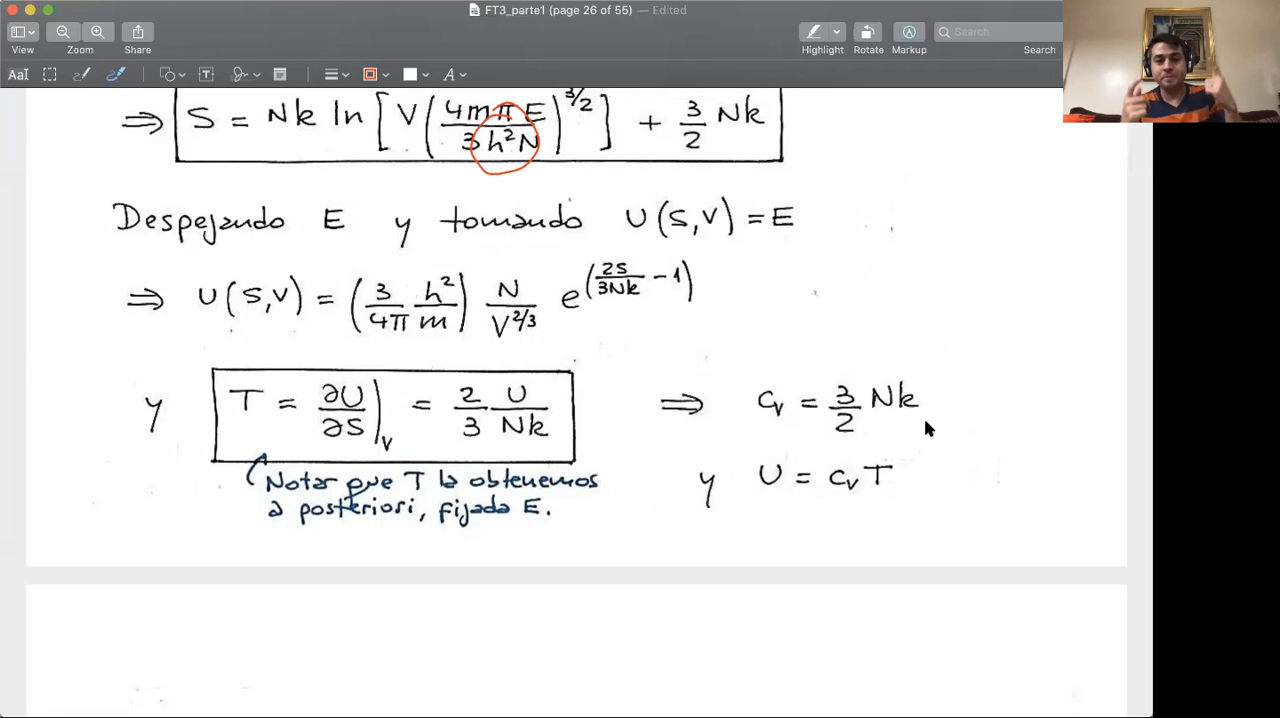 FT3_parte1 (page 26 of 55) — Edited
View Zoom Share Highlight Rotate Markup Search
Search
AaI
⇒ S = Nk ln [ V ( 4mπE / 3h²N )^{3/2} ] + 3/2 Nk
Despejando E y tomando U(S,V) = E
⇒ U(S,V) = ( 3/4π h²/m ) N/V^{2/3} e^{( 2S/3Nk − 1 )}
y T = ∂U/∂S |_V = 2/3 U/Nk ⇒ C_V = 3/2 Nk
Notar que T la obtenemos
a posteriori, fijada E.
y U = C_V T